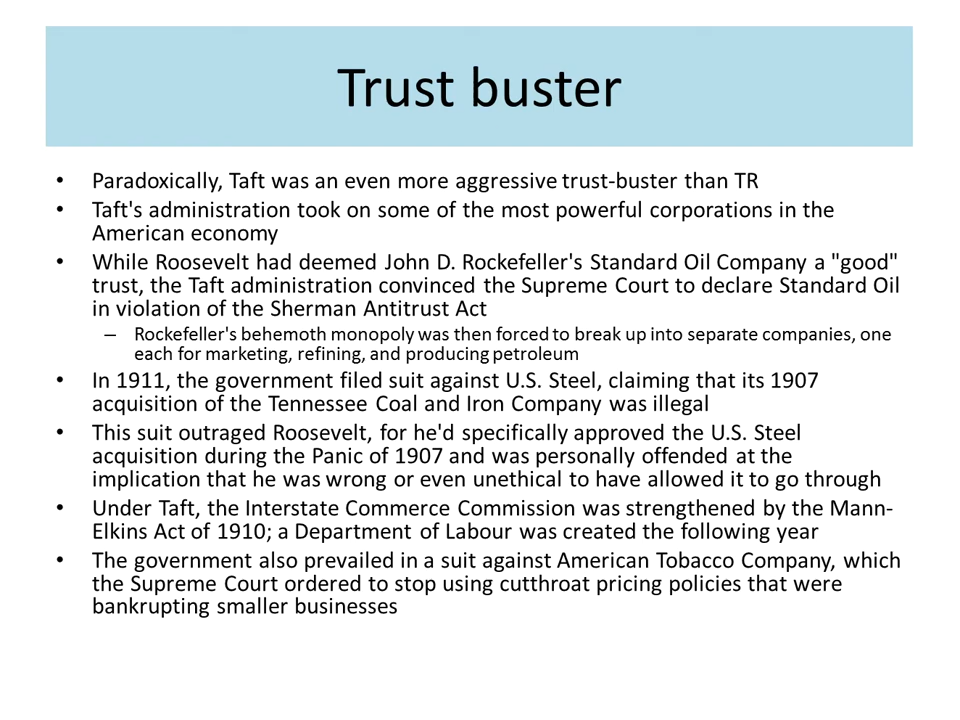 Trust buster
• Paradoxically, Taft was an even more aggressive trust-buster than TR
• Taft's administration took on some of the most powerful corporations in the
American economy
• While Roosevelt had deemed John D. Rockefeller's Standard Oil Company a "good"
trust, the Taft administration convinced the Supreme Court to declare Standard Oil
in violation of the Sherman Antitrust Act
– Rockefeller's behemoth monopoly was then forced to break up into separate companies, one
each for marketing, refining, and producing petroleum
• In 1911, the government filed suit against U.S. Steel, claiming that its 1907
acquisition of the Tennessee Coal and Iron Company was illegal
• This suit outraged Roosevelt, for he'd specifically approved the U.S. Steel
acquisition during the Panic of 1907 and was personally offended at the
implication that he was wrong or even unethical to have allowed it to go through
• Under Taft, the Interstate Commerce Commission was strengthened by the Mann-
Elkins Act of 1910; a Department of Labour was created the following year
• The government also prevailed in a suit against American Tobacco Company, which
the Supreme Court ordered to stop using cutthroat pricing policies that were
bankrupting smaller businesses